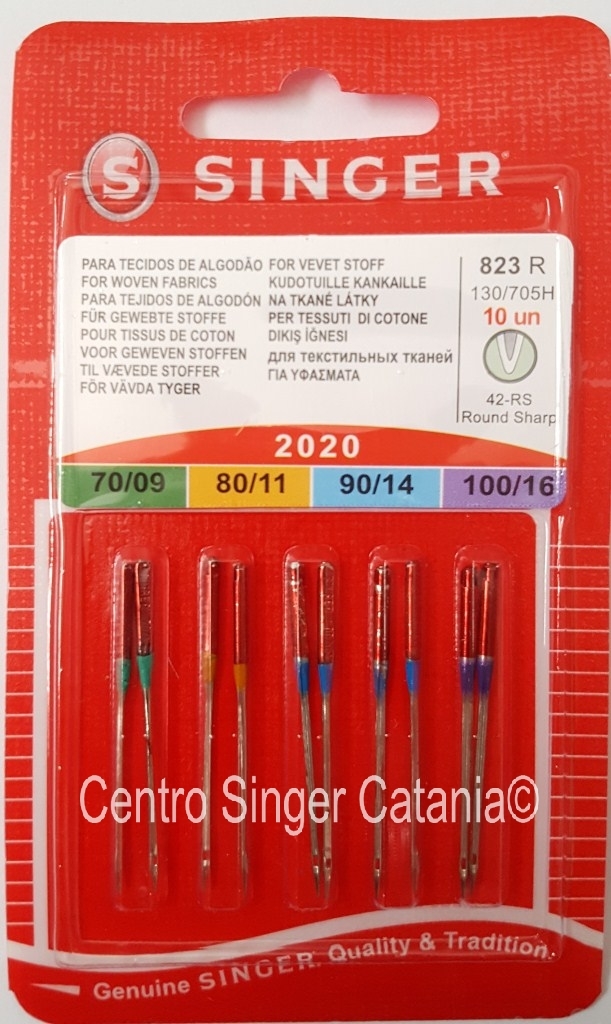 S SINGER®
PARA TECIDOS DE ALGODÃO
FOR WOVEN FABRICS
PARA TEJIDOS DE ALGODÓN
FÜR GEWEBTE STOFFE
POUR TISSUS DE COTON
VOOR GEWEVEN STOFFEN
TIL VÆVEDE STOFFER
FÖR VÄVDA TYGER
FOR VEVET STOFF
KUDOTUILLE KANKAILLE
NA TKANÉ LÁTKY
PER TESSUTI DI COTONE
DIKIŞ İĞNESI
для текстильных тканей
ΓΙΑ ΥΦΑΣΜΑΤΑ
823 R
130/705H
10 un
42-RS
Round Sharp
2020
70/09 80/11 90/14 100/16
Centro Singer Catania©
Genuine SINGER® Quality & Tradition